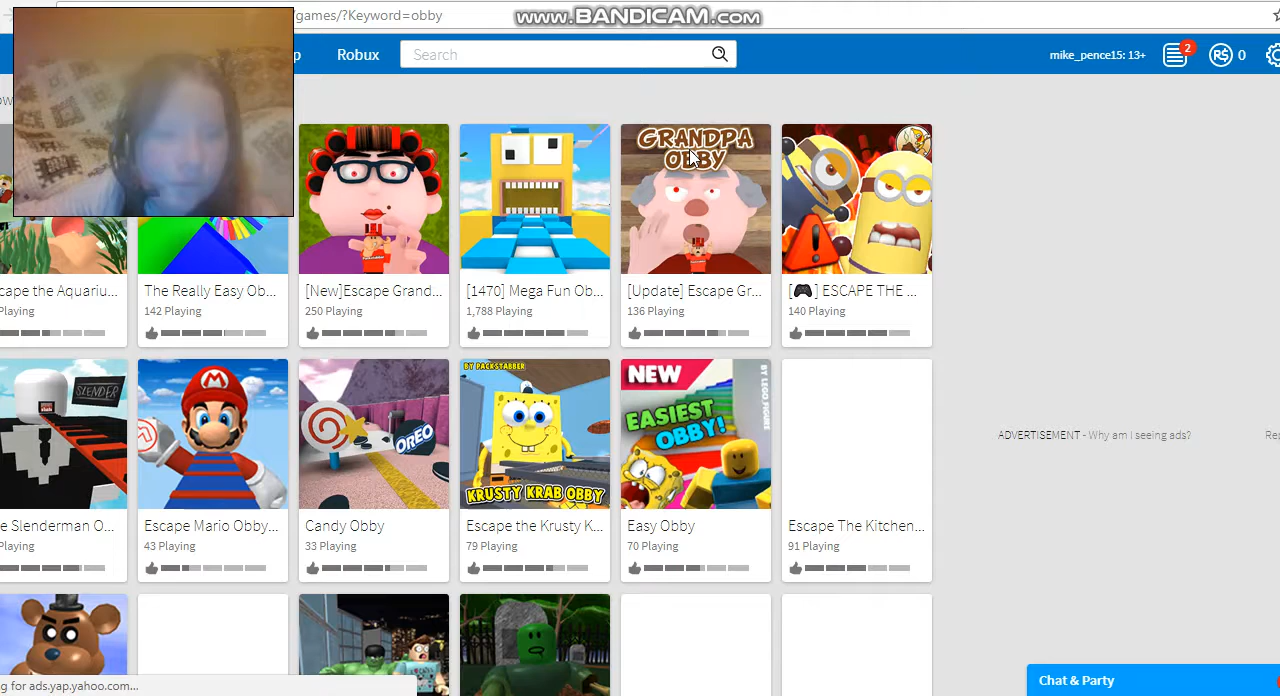 games/?Keyword=obby
www.BANDICAM.com
p
Robux
Search
mike_pence15: 13+
2
R$ 0
GRANDPA
OBBY
cape the Aquariu...
The Really Easy Ob...
[New]Escape Grand...
[1470] Mega Fun Ob...
[Update] Escape Gr...
[🎮] ESCAPE THE ...
Playing
142 Playing
250 Playing
1,788 Playing
136 Playing
140 Playing
SLENDER
M
OREO
BY PACKSTABBER
KRUSTY KRAB OBBY
NEW
EASIEST
OBBY!
BY LEGO_FIGURE
ADVERTISEMENT - Why am I seeing ads?
Rep
e Slenderman O...
Escape Mario Obby...
Candy Obby
Escape the Krusty K...
Easy Obby
Escape The Kitchen...
Playing
43 Playing
33 Playing
79 Playing
70 Playing
91 Playing
g for ads.yap.yahoo.com...
Chat & Party